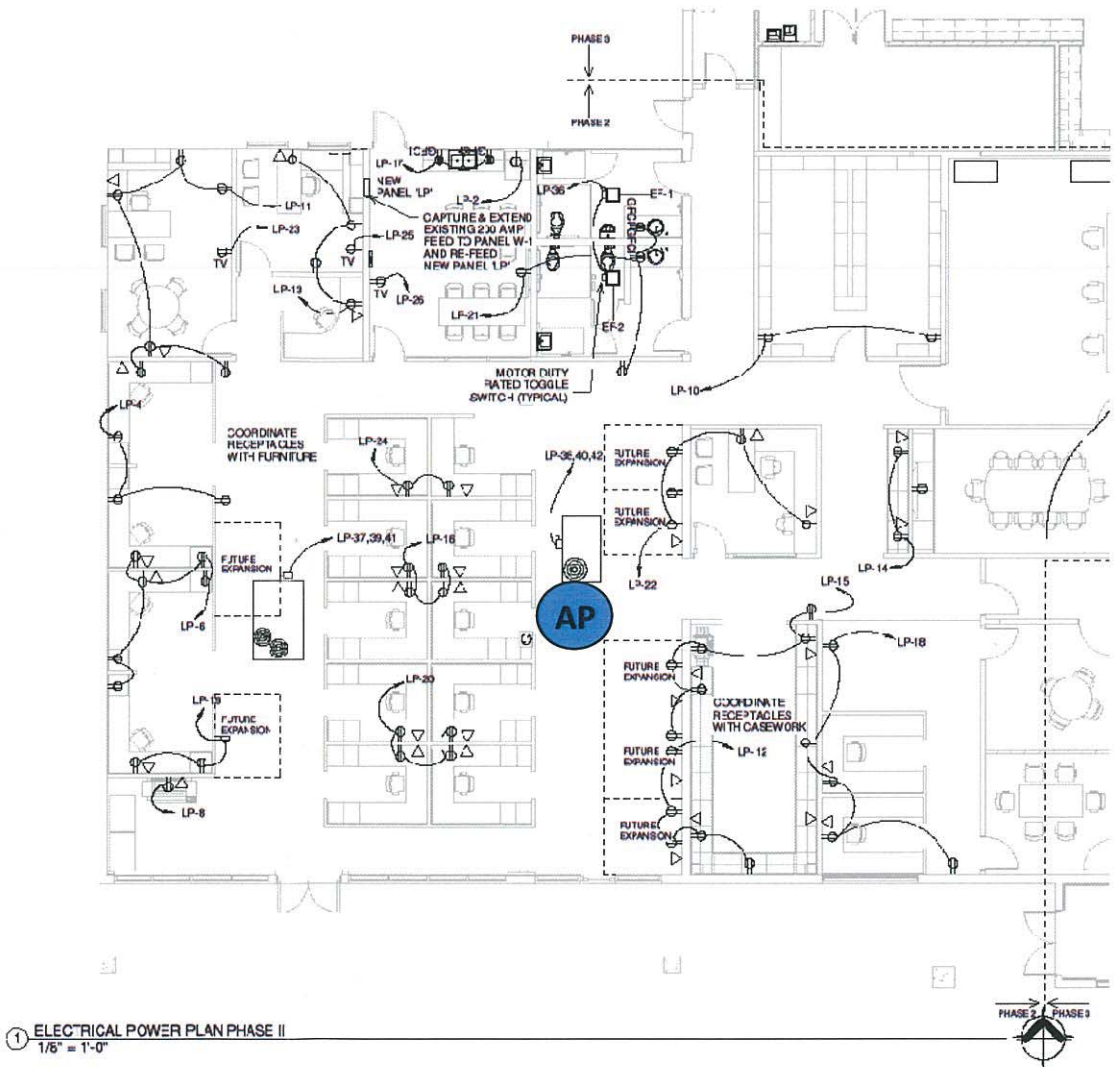 PHASE 3
PHASE 2
LP-17
GFCI
GFCI
NEW
PANEL 'LP'
LP-2
LP-36
EF-1
LP-11
LP-23
TV
LP-25
TV
CAPTURE & EXTEND
EXISTING 200 AMP
FEED TO PANEL W-1
AND RE-FEED
NEW PANEL 'LP'
GFCI
GFCI
LP-13
TV
LP-26
LP-21
EF-2
MOTOR DUTY
RATED TOGGLE
SWITCH (TYPICAL)
LP-10
LP-4
COORDINATE
RECEPTACLES
WITH FURNITURE
LP-24
LP-38,40,42
FUTURE
EXPANSION
FUTURE
EXPANSION
LP-37,39,41
LP-16
FUTURE
EXPANSION
LP-22
LP-14
LP-15
LP-6
AP
LP-18
FUTURE
EXPANSION
COORDINATE
RECEPTACLES
WITH CASEWORK
LP-20
LP-19
FUTURE
EXPANSION
LP-12
FUTURE
EXPANSION
FUTURE
EXPANSION
LP-8
PHASE 2
PHASE 3
1
ELECTRICAL POWER PLAN PHASE II
1/8" = 1'-0"